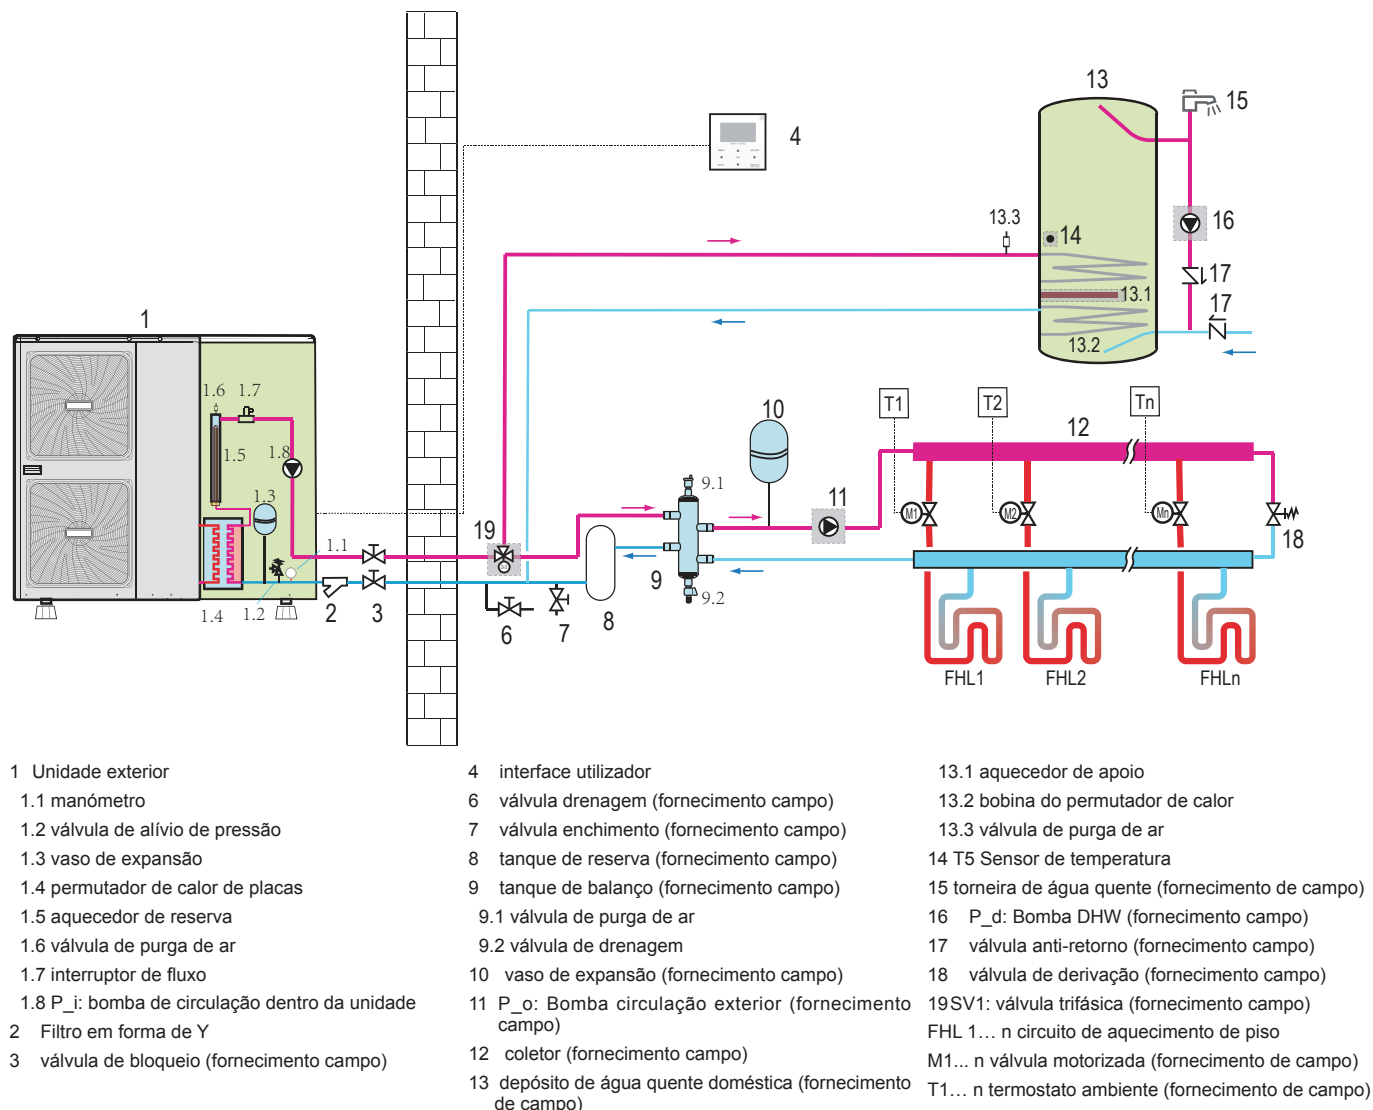 13
15
4
13.3
14
16
17
17
13.1
13.2
1
1.6
1.7
1.5
1.8
1.3
1.1
1.4
1.2
2
3
19
6
7
8
9
9.1
9.2
10
11
T1
T2
Tn
12
M1
M2
Mn
18
FHL1
FHL2
FHLn
1 Unidade exterior
1.1 manómetro
1.2 válvula de alívio de pressão
1.3 vaso de expansão
1.4 permutador de calor de placas
1.5 aquecedor de reserva
1.6 válvula de purga de ar
1.7 interruptor de fluxo
1.8 P_i: bomba de circulação dentro da unidade
2 Filtro em forma de Y
3 válvula de bloqueio (fornecimento campo)
4 interface utilizador
6 válvula drenagem (fornecimento campo)
7 válvula enchimento (fornecimento campo)
8 tanque de reserva (fornecimento campo)
9 tanque de balanço (fornecimento campo)
9.1 válvula de purga de ar
9.2 válvula de drenagem
10 vaso de expansão (fornecimento campo)
11 P_o: Bomba circulação exterior (fornecimento
campo)
12 coletor (fornecimento campo)
13 depósito de água quente doméstica (fornecimento
de campo)
13.1 aquecedor de apoio
13.2 bobina do permutador de calor
13.3 válvula de purga de ar
14 T5 Sensor de temperatura
15 torneira de água quente (fornecimento de campo)
16 P_d: Bomba DHW (fornecimento campo)
17 válvula anti-retorno (fornecimento campo)
18 válvula de derivação (fornecimento campo)
19SV1: válvula trifásica (fornecimento campo)
FHL 1… n circuito de aquecimento de piso
M1... n válvula motorizada (fornecimento de campo)
T1… n termostato ambiente (fornecimento de campo)